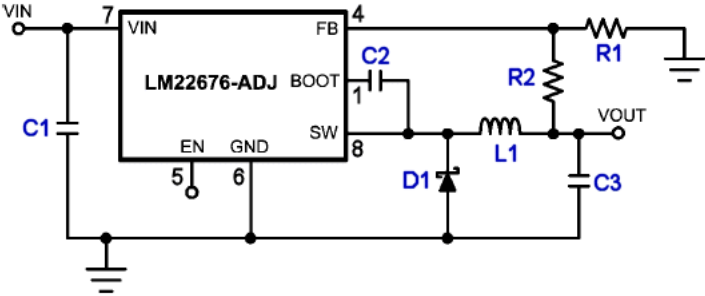 VIN
7
VIN
FB
4
R1
C2
R2
LM22676-ADJ
BOOT
1
VOUT
C1
SW
8
EN
GND
L1
5
6
D1
C3